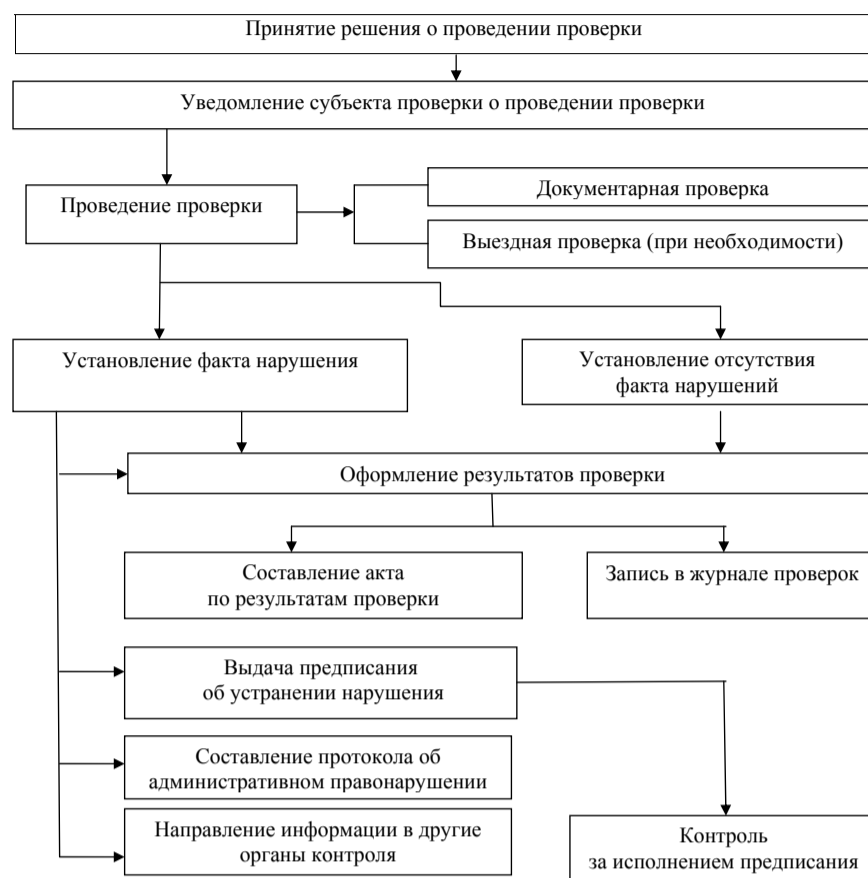 Принятие решения о проведении проверки
Уведомление субъекта проверки о проведении проверки
Проведение проверки
Документарная проверка
Выездная проверка (при необходимости)
Установление факта нарушения
Установление отсутствия
факта нарушений
Оформление результатов проверки
Составление акта
по результатам проверки
Запись в журнале проверок
Выдача предписания
об устранении нарушения
Составление протокола об
административном правонарушении
Направление информации в другие
органы контроля
Контроль
за исполнением предписания